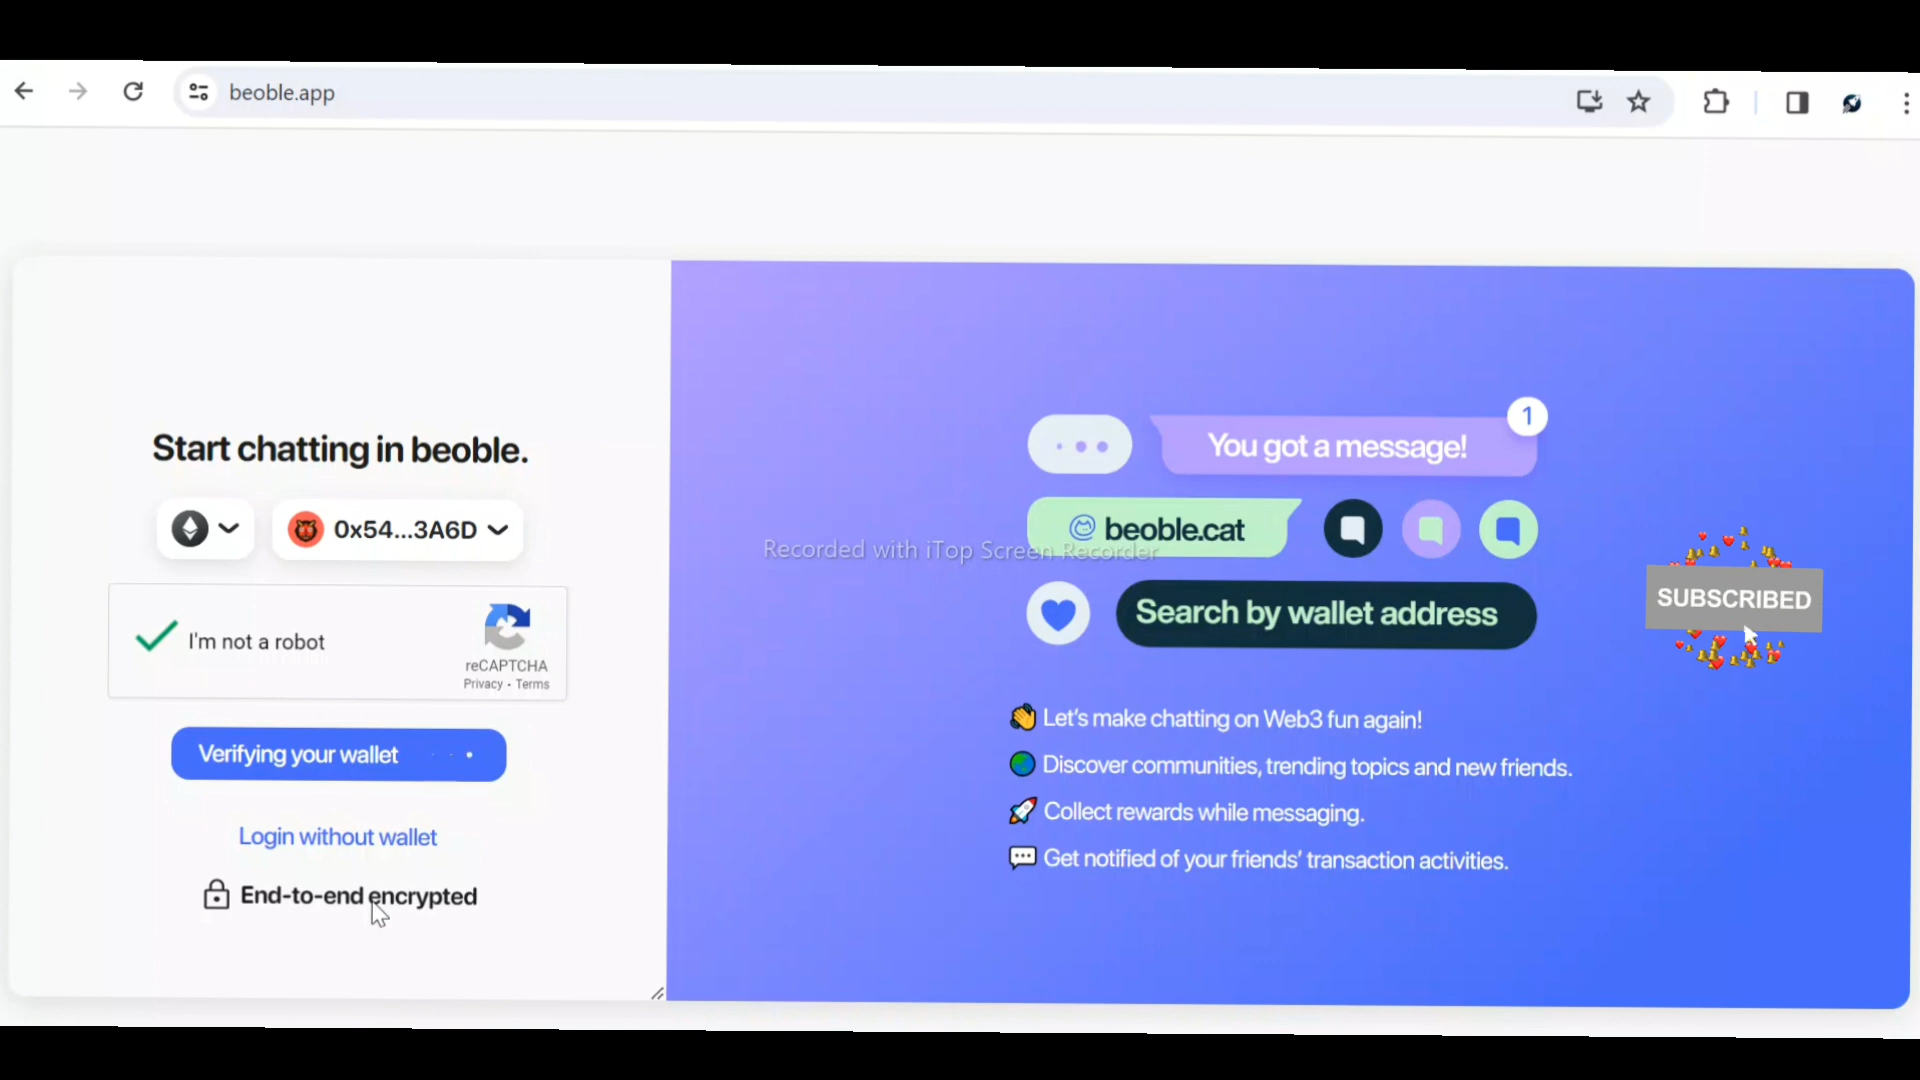 beoble.app
Start chatting in beoble.
0x54...3A6D
I'm not a robot
reCAPTCHA
Privacy - Terms
Verifying your wallet
Login without wallet
End-to-end encrypted
You got a message!
1
beoble.cat
Recorded with iTop Screen Recorder
Search by wallet address
SUBSCRIBED
Let's make chatting on Web3 fun again!
Discover communities, trending topics and new friends.
Collect rewards while messaging.
Get notified of your friends' transaction activities.